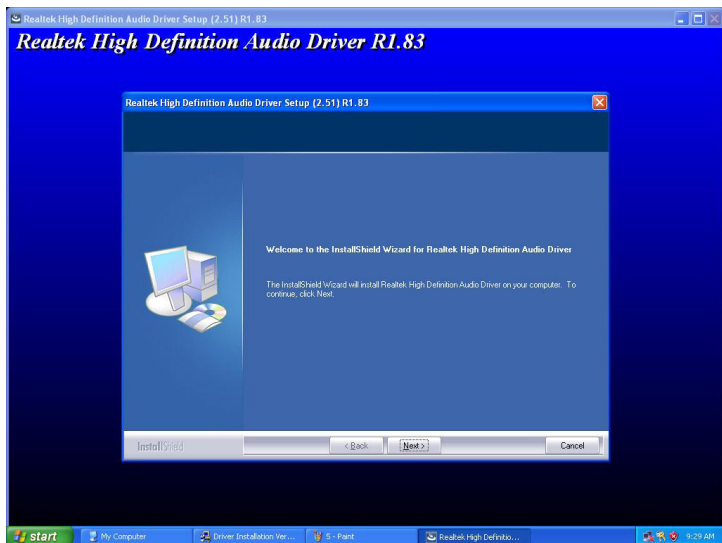 Realtek High Definition Audio Driver Setup (2.51) R1.83
Realtek High Definition Audio Driver R1.83
Realtek High Definition Audio Driver Setup (2.51) R1.83
Welcome to the InstallShield Wizard for Realtek High Definition Audio Driver
The InstallShield Wizard will install Realtek High Definition Audio Driver on your computer. To
continue, click Next.
InstallShield
< Back
Next >
Cancel
start
My Computer
Driver Installation Ver...
5 - Paint
Realtek High Definitio...
9:29 AM